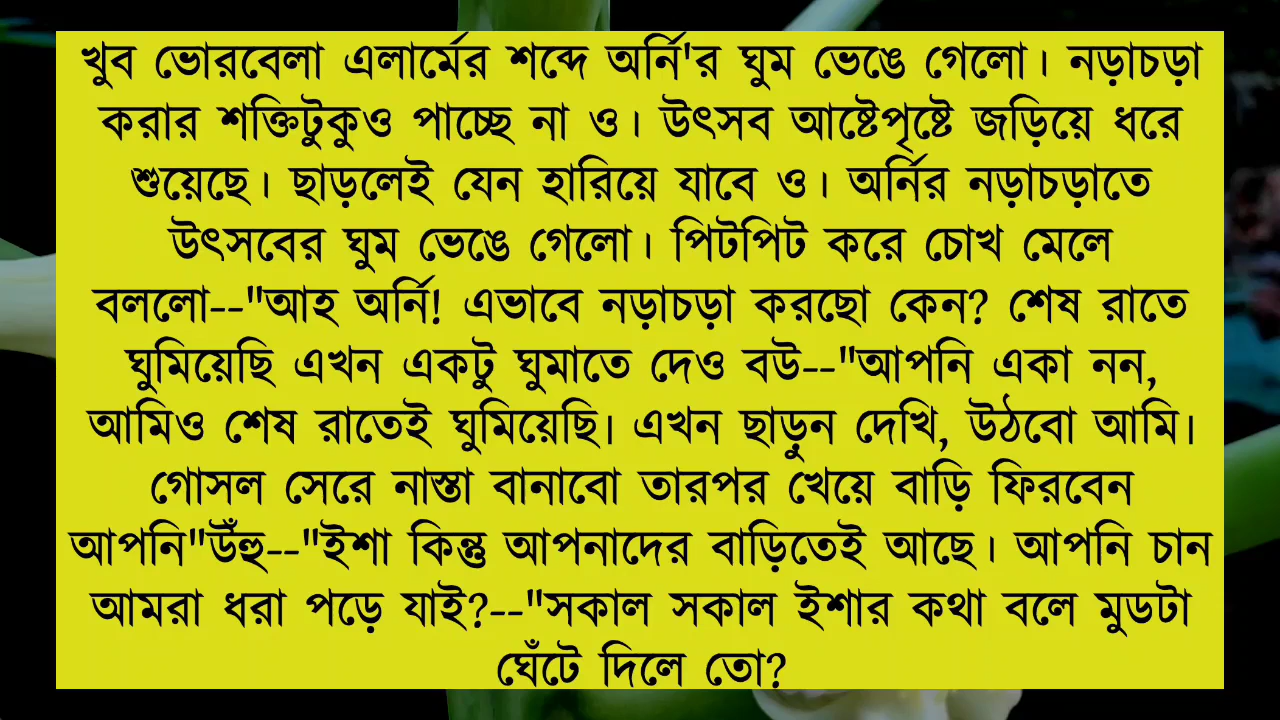 খুব ভোরবেলা এলার্মের শব্দে অর্নি'র ঘুম ভেঙে গেলো। নড়াচড়া
করার শক্তিটুকুও পাচ্ছে না ও। উৎসব আষ্টেপৃষ্টে জড়িয়ে ধরে
শুয়েছে। ছাড়লেই যেন হারিয়ে যাবে ও। অর্নির নড়াচড়াতে
উৎসবের ঘুম ভেঙে গেলো। পিটপিট করে চোখ মেলে
বললো--"আহ অর্নি! এভাবে নড়াচড়া করছো কেন? শেষ রাতে
ঘুমিয়েছি এখন একটু ঘুমাতে দেও বউ--"আপনি একা নন,
আমিও শেষ রাতেই ঘুমিয়েছি। এখন ছাড়ুন দেখি, উঠবো আমি।
গোসল সেরে নাস্তা বানাবো তারপর খেয়ে বাড়ি ফিরবেন
আপনি"উঁহু--"ইশা কিন্তু আপনাদের বাড়িতেই আছে। আপনি চান
আমরা ধরা পড়ে যাই?--"সকাল সকাল ইশার কথা বলে মুডটা
ঘেঁটে দিলে তো?